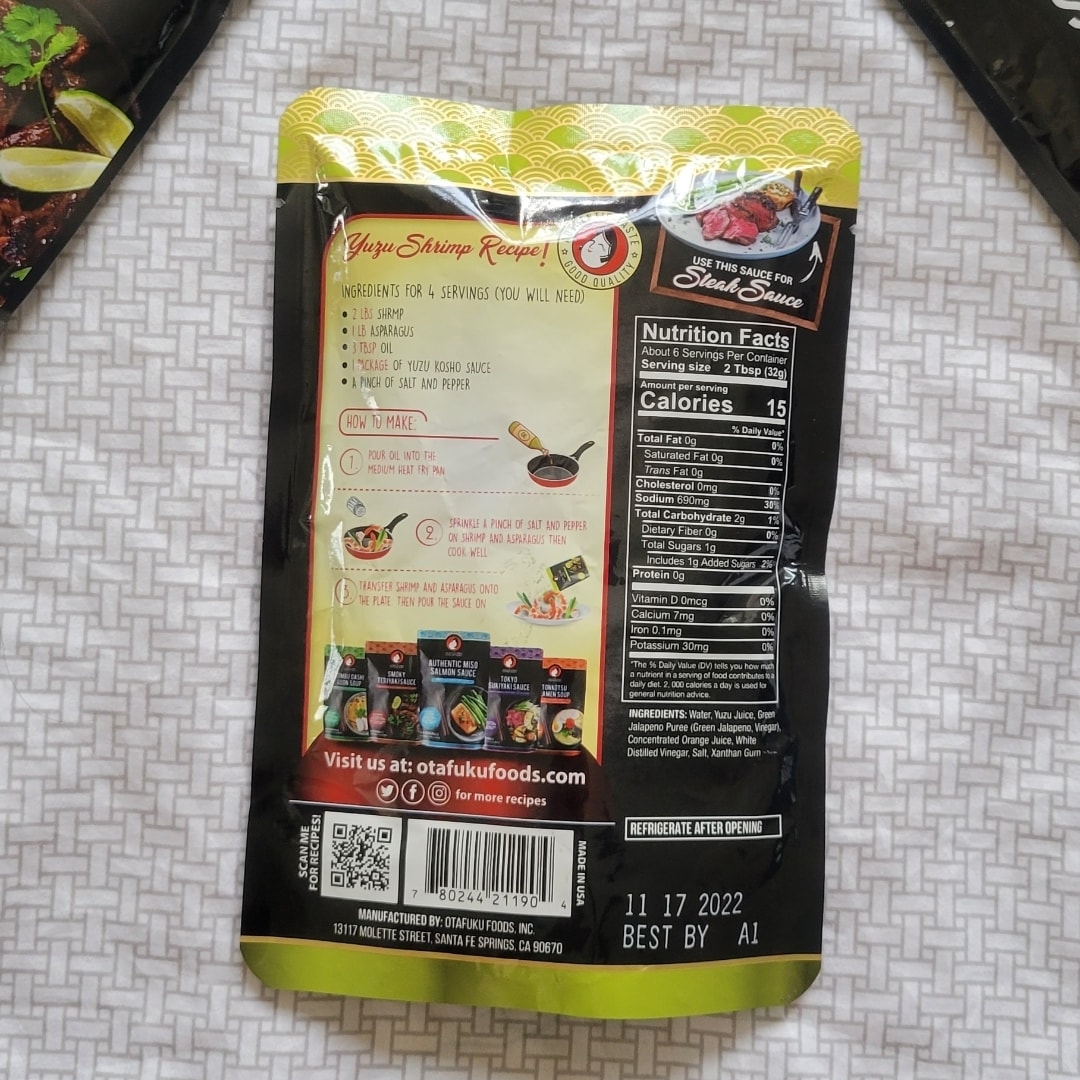 Yuzu Shrimp Recipe!
GOOD QUALITY
INGREDIENTS FOR 4 SERVINGS (YOU WILL NEED)
• 2 LBS SHRMP
• 1 LB ASPARAGUS
• 3 TBSP OIL
• 1 PACKAGE OF YUZU KOSHO SAUCE
• A PINCH OF SALT AND PEPPER
HOW TO MAKE:
1. POUR OIL INTO THE
MEDIUM HEAT FRY PAN
2. SPRINKLE A PINCH OF SALT AND PEPPER
ON SHRIMP AND ASPARAGUS THEN
COOK WELL
3. TRANSFER SHRIMP AND ASPARAGUS ONTO
THE PLATE. THEN POUR THE SAUCE ON
SMOKY
TERIYAKI SAUCE
AUTHENTIC MISO
SALMON SAUCE
TOKYO
SUKIYAKI SAUCE
TONKOTSU
RAMEN SOUP
Visit us at: otafukufoods.com
for more recipes
SCAN ME
FOR RECIPES!
7 80244 21190 4
MADE IN USA
MANUFACTURED BY: OTAFUKU FOODS, INC.
13117 MOLETTE STREET, SANTA FE SPRINGS, CA 90670
USE THIS SAUCE FOR
Steak Sauce
Nutrition Facts
About 6 Servings Per Container
Serving size 2 Tbsp (32g)
Amount per serving
Calories 15
% Daily Value*
Total Fat 0g 0%
Saturated Fat 0g 0%
Trans Fat 0g
Cholesterol 0mg 0%
Sodium 690mg 30%
Total Carbohydrate 2g 1%
Dietary Fiber 0g 0%
Total Sugars 1g
Includes 1g Added Sugars 2%
Protein 0g
Vitamin D 0mcg 0%
Calcium 7mg 0%
Iron 0.1mg 0%
Potassium 30mg 0%
*The % Daily Value (DV) tells you how much
a nutrient in a serving of food contributes to a
daily diet. 2, 000 calories a day is used for
general nutrition advice.
INGREDIENTS: Water, Yuzu Juice, Green
Jalapeno Puree (Green Jalapeno, Vinegar),
Concentrated Orange Juice, White
Distilled Vinegar, Salt, Xanthan Gum
REFRIGERATE AFTER OPENING
11 17 2022
BEST BY A1